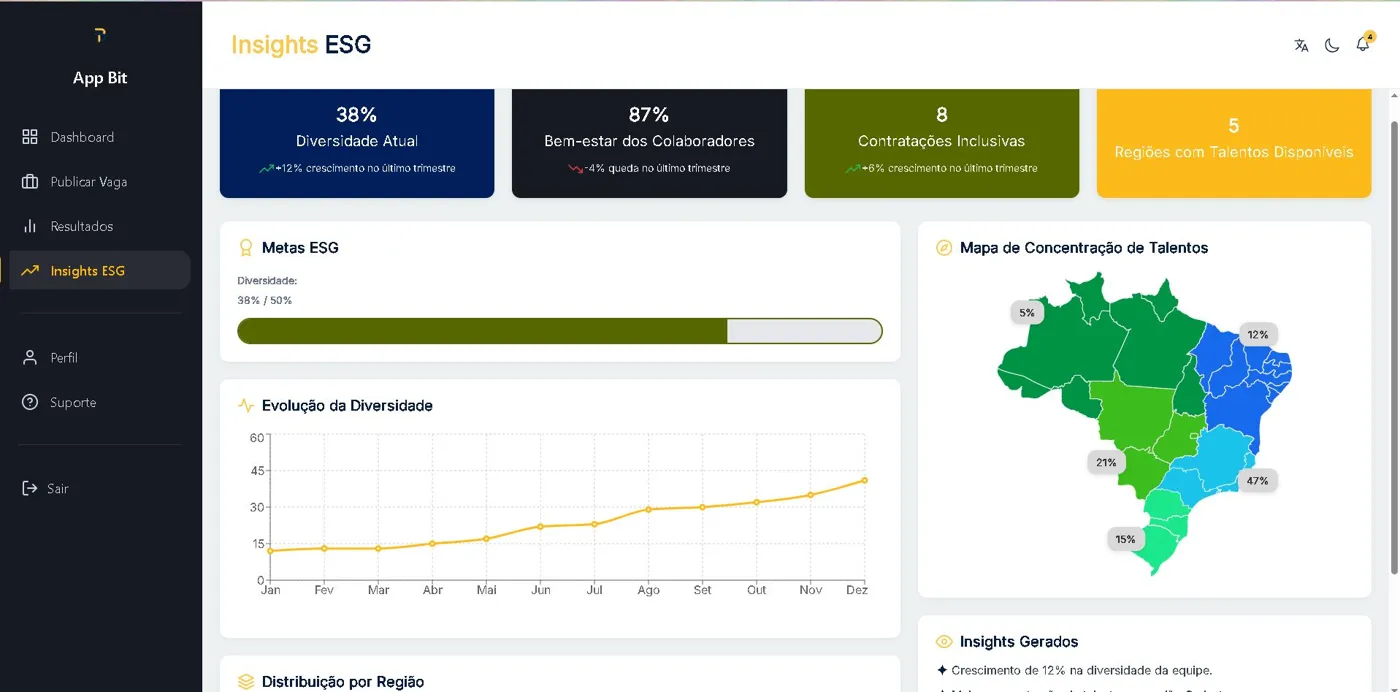 App Bit
Dashboard
Publicar Vaga
Resultados
Insights ESG
Perfil
Suporte
Sair
Insights ESG
4
38%
Diversidade Atual
+12% crescimento no último trimestre
87%
Bem-estar dos Colaboradores
-4% queda no último trimestre
8
Contratações Inclusivas
+6% crescimento no último trimestre
5
Regiões com Talentos Disponíveis
Metas ESG
Diversidade:
38% / 50%
Evolução da Diversidade
60
45
30
15
0
Jan Fev Mar Abr Mai Jun Jul Ago Set Out Nov Dez
Distribuição por Região
Mapa de Concentração de Talentos
5%
12%
21%
47%
15%
Insights Gerados
✦ Crescimento de 12% na diversidade da equipe.